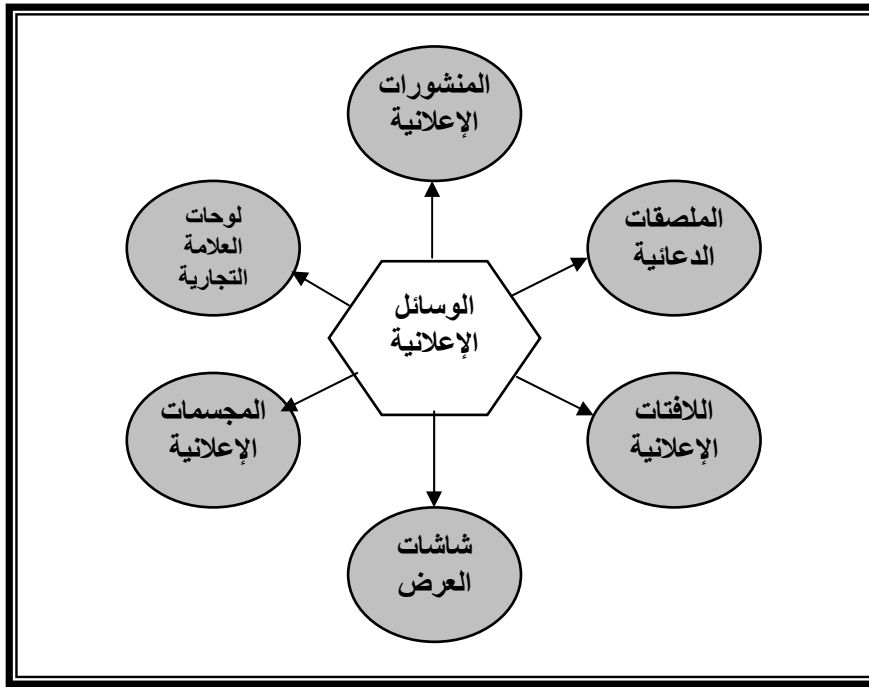 المنشورات
الإعلانية
الملصقات
الدعائية
لوحات
العلامة
التجارية
الوسائل
الإعلانية
اللافتات
الإعلانية
المجسمات
الإعلانية
شاشات
العرض